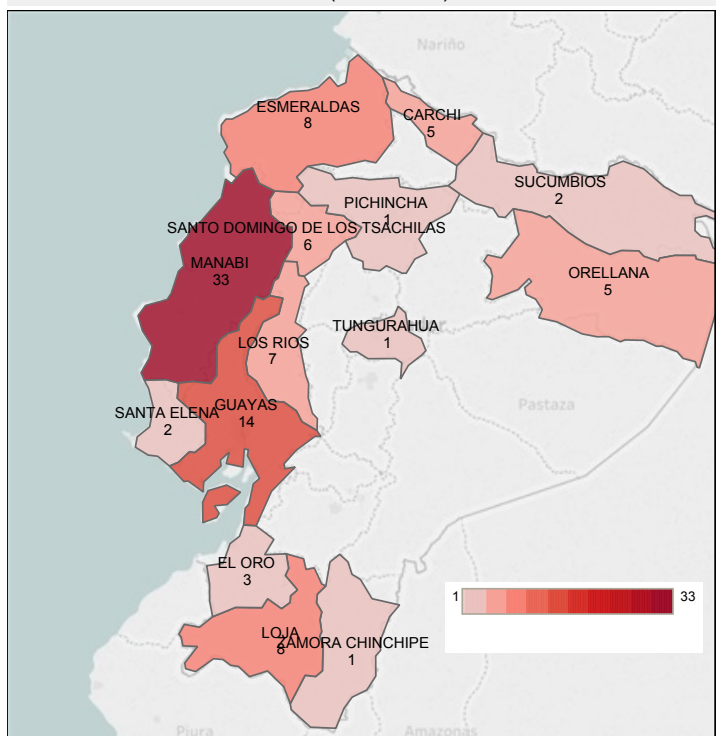 Nariño
ESMERALDAS
8
CARCHI
5
SUCUMBIOS
2
PICHINCHA
1
SANTO DOMINGO DE LOS TSACHILAS
6
MANABI
33
ORELLANA
5
TUNGURAHUA
1
LOS RIOS
7
Pastaza
SANTA ELENA
2
GUAYAS
14
EL ORO
3
1
33
LOJA
8
ZAMORA CHINCHIPE
1
Piura
Amazonas